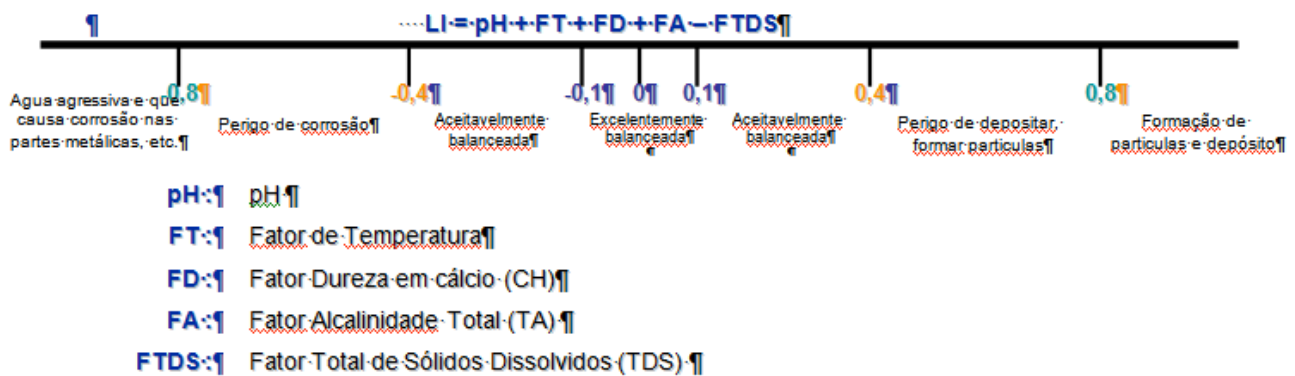 LI = pH + FT + FD + FA – FTDS
-0,8 -0,4 -0,1 0 0,1 0,4 0,8
Agua agressiva e que
causa corrosão nas
partes metálicas, etc.
Perigo de corrosão
Aceitavelmente
balanceada
Excelentemente
balanceada
Aceitavelmente
balanceada
Perigo de depositar,
formar particulas
Formação de
particulas e depósito
pH : pH
FT : Fator de Temperatura
FD : Fator Dureza em cálcio (CH)
FA : Fator Alcalinidade Total (TA)
FTDS : Fator Total de Sólidos Dissolvidos (TDS)